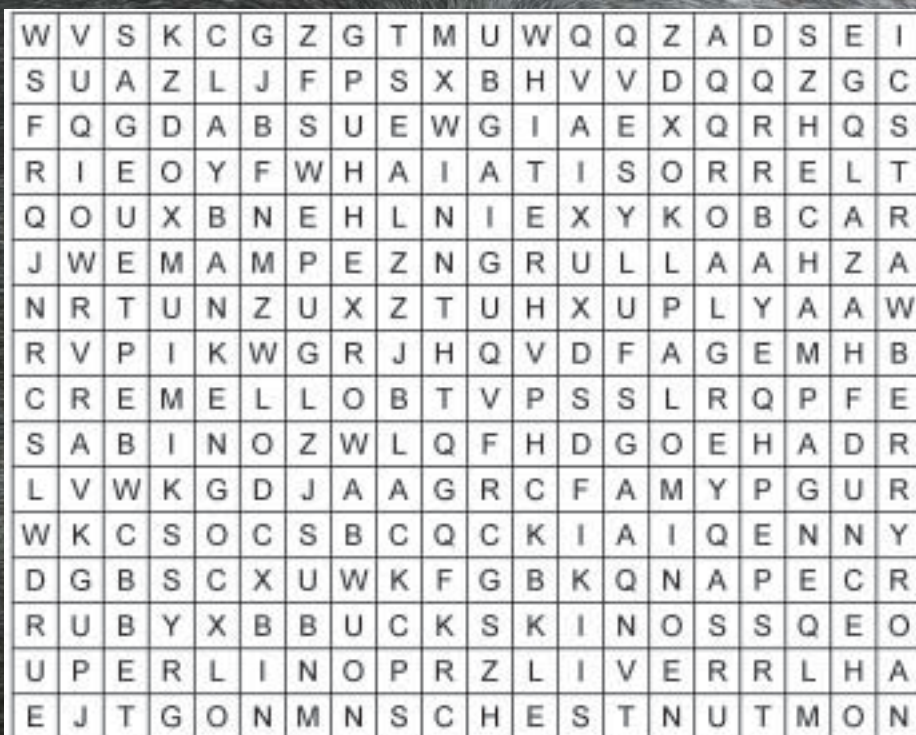 W V S K C G Z G T M U W Q Q Z A D S E I
S U A Z L J F P S X B H V V D Q Q Z G C
F Q G D A B S U E W G I A E X Q R H Q S
R I E O Y F W H A I A T I S O R R E L T
Q O U X B N E H L N I E X Y K O B C A R
J W E M A M P E Z N G R U L L A A H Z A
N R T U N Z U X Z T U H X U P L Y A A W
R V P I K W G R J H Q V D F A G E M H B
C R E M E L L O B T V P S S L R Q P F E
S A B I N O Z W L Q F H D G O E H A D R
L V W K G D J A A G R C F A M Y P G U R
W K C S O C S B C Q C K I A I Q E N N Y
D G B S C X U W K F G B K Q N A P E C R
R U B Y X B B U C K S K I N O S S Q E O
U P E R L I N O P R Z L I V E R R L H A
E J T G O N M N S C H E S T N U T M O N